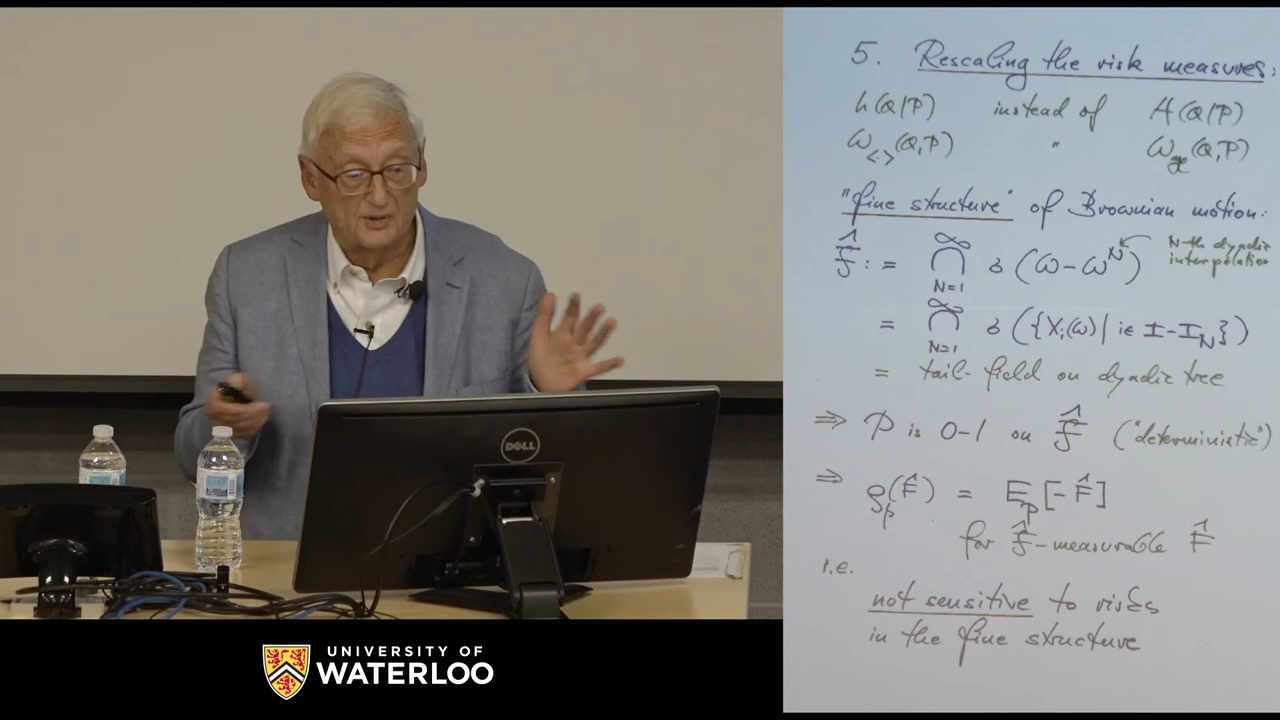 5. Rescaling the risk measures:
h(Q|P) instead of H(Q|P)
W<·>(Q,P) " Wℋ(Q,P)
"fine structure" of Brownian motion:
ℱ̂ := ∞⋂N=1 σ(ω-ω^N) N-th dyadic
interpolation
= ∞⋂N=1 σ({Xi(ω)| i∈ I-I_N})
= tail-field on dyadic tree
⇒ P is 0-1 on ℱ̂ ("deterministic")
⇒ ρ_p(F̂) = E_P[-F̂]
for ℱ̂-measurable F̂
i.e.
not sensitive to risks
in the fine structure
DELL
UNIVERSITY OF
WATERLOO